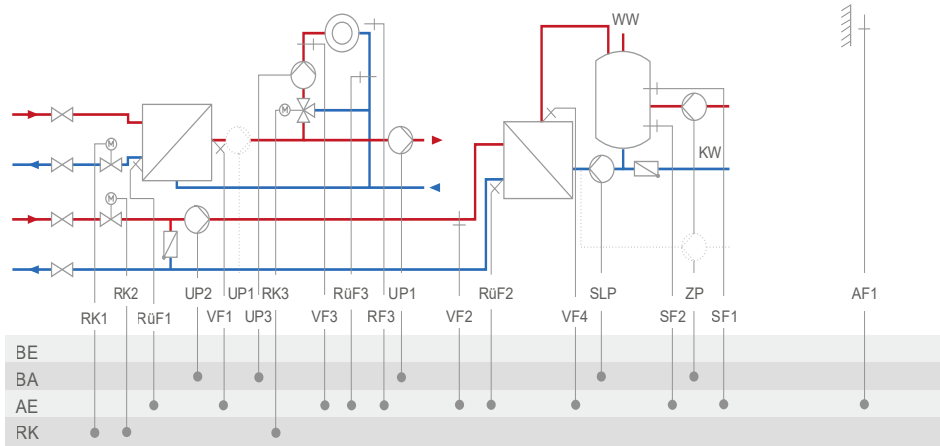 WW
M
M
M
KW
RK2 UP2 UP1 RK3 RüF3 UP1 RüF2 SLP ZP AF1
RK1 RüF1 VF1 UP3 VF3 RF3 VF2 VF4 SF2 SF1
BE
BA
AE
RK